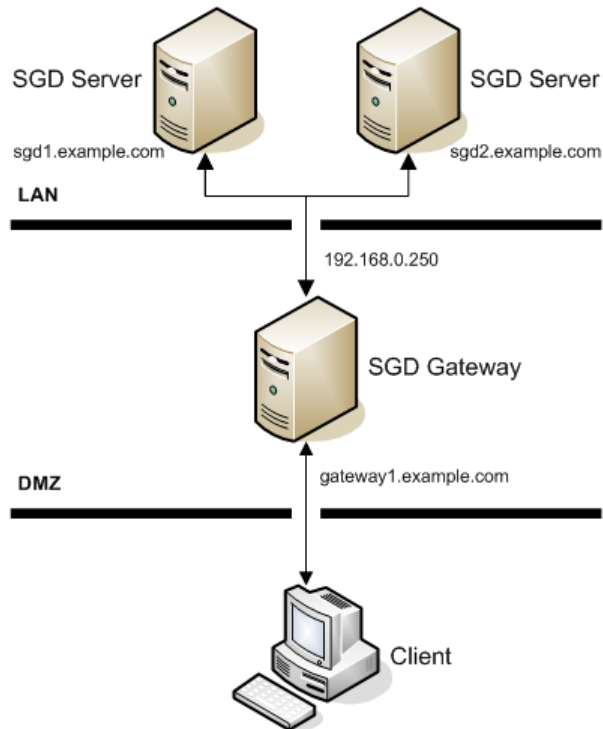 SGD Server
SGD Server
sgd1.example.com
sgd2.example.com
LAN
192.168.0.250
SGD Gateway
DMZ
gateway1.example.com
Client